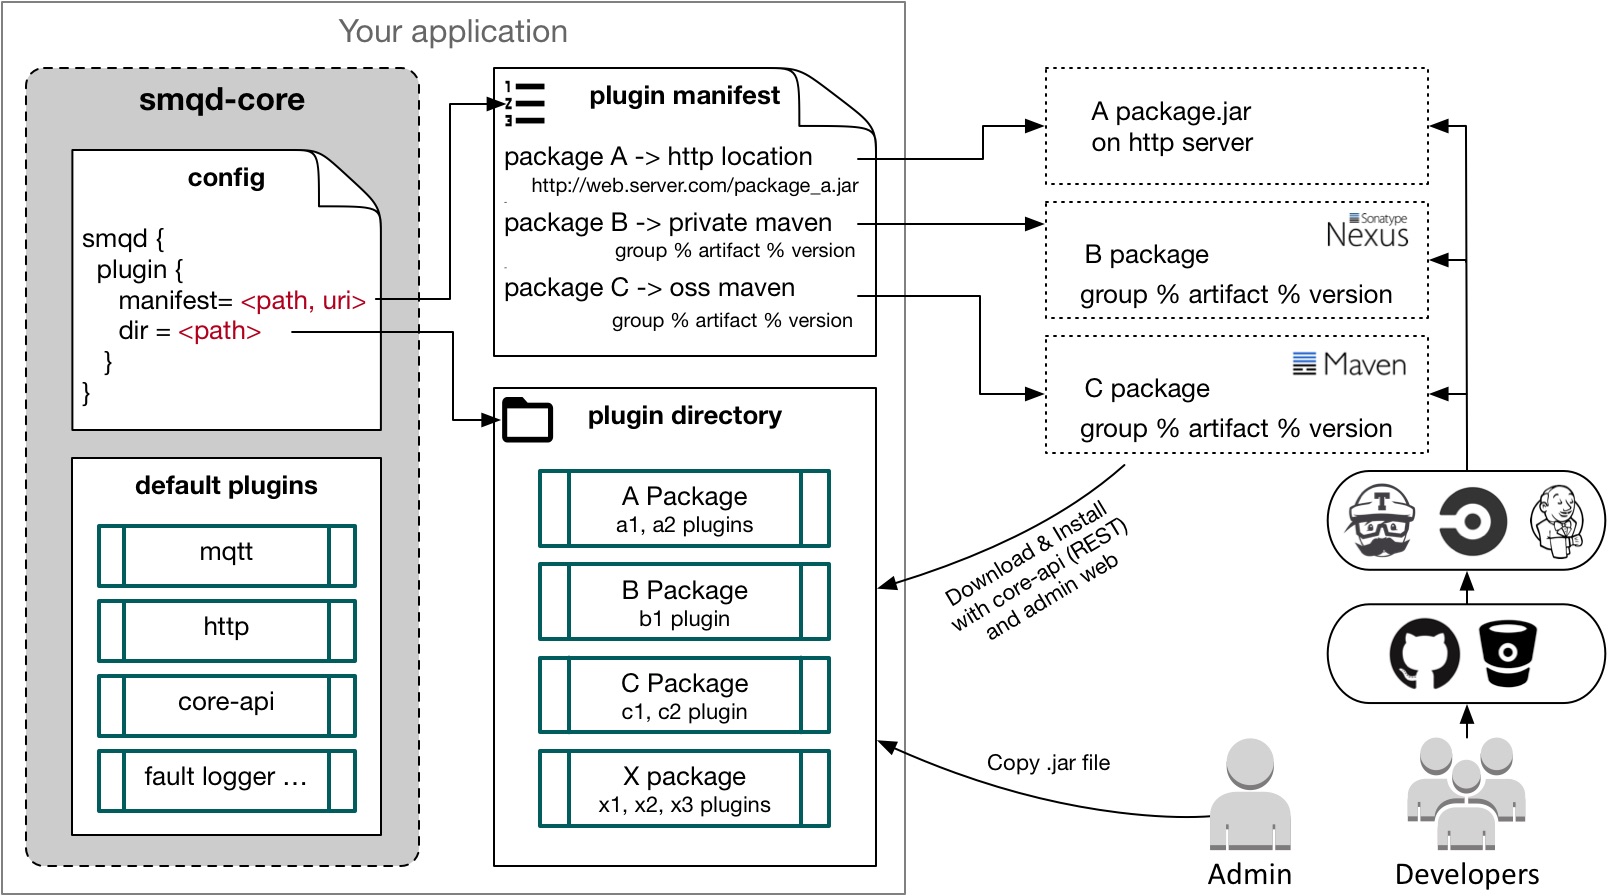 Your application
smqd-core
config
smqd {
plugin {
manifest= <path, uri>
dir = <path>
}
}
default plugins
mqtt
http
core-api
fault logger ...
1
2
3
plugin manifest
package A -> http location
http://web.server.com/package_a.jar
package B -> private maven
group % artifact % version
package C -> oss maven
group % artifact % version
plugin directory
A Package
a1, a2 plugins
B Package
b1 plugin
C Package
c1, c2 plugin
X package
x1, x2, x3 plugins
A package.jar
on http server
Sonatype
Nexus
B package
group % artifact % version
Maven
C package
group % artifact % version
Download & Install
with core-api (REST)
and admin web
T
Copy .jar file
Admin
Developers